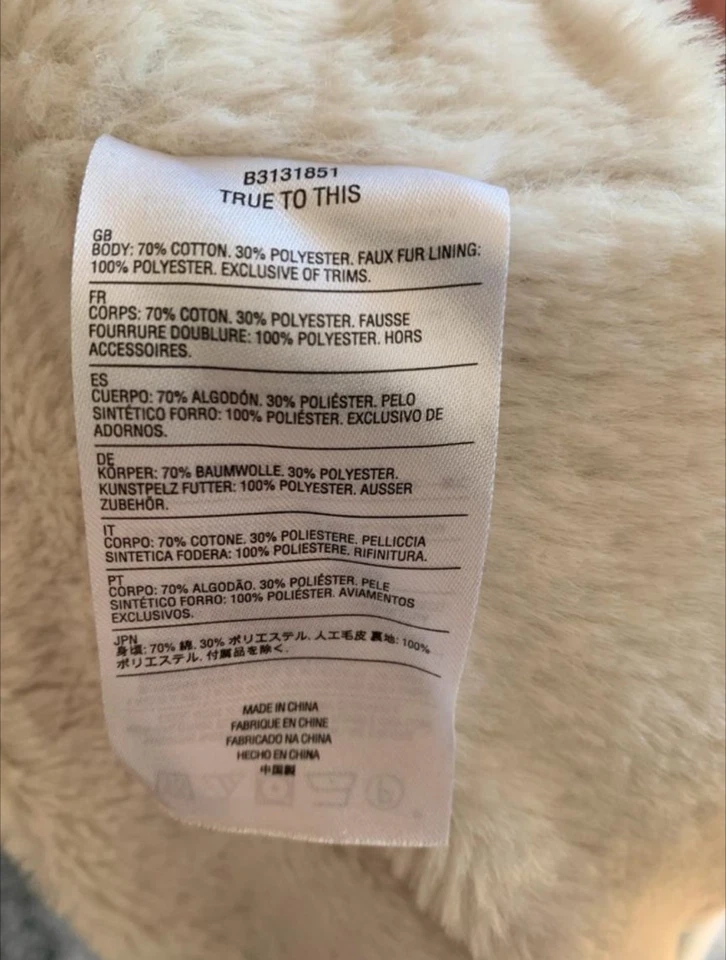 B3131851
TRUE TO THIS
GB
BODY: 70% COTTON. 30% POLYESTER. FAUX FUR LINING:
100% POLYESTER. EXCLUSIVE OF TRIMS.
FR
CORPS: 70% COTON. 30% POLYESTER. FAUSSE
FOURRURE DOUBLURE: 100% POLYESTER. HORS
ACCESSOIRES.
ES
CUERPO: 70% ALGODÓN. 30% POLIÉSTER. PELO
SINTÉTICO FORRO: 100% POLIÉSTER. EXCLUSIVO DE
ADORNOS.
DE
KÖRPER: 70% BAUMWOLLE. 30% POLYESTER.
KUNSTPELZ FUTTER: 100% POLYESTER. AUSSER
ZUBEHÖR.
IT
CORPO: 70% COTONE. 30% POLIESTERE. PELLICCIA
SINTETICA FODERA: 100% POLIESTERE. RIFINITURA.
PT
CORPO: 70% ALGODÃO. 30% POLIÉSTER. PELE
SINTÉTICO FORRO: 100% POLIÉSTER. AVIAMENTOS
EXCLUSIVOS.
JPN
身頃: 70% 綿. 30% ポリエステル. 人工毛皮 裏地: 100%
ポリエステル. 付属品を除く.
MADE IN CHINA
FABRIQUE EN CHINE
FABRICADO NA CHINA
HECHO EN CHINA
中国製